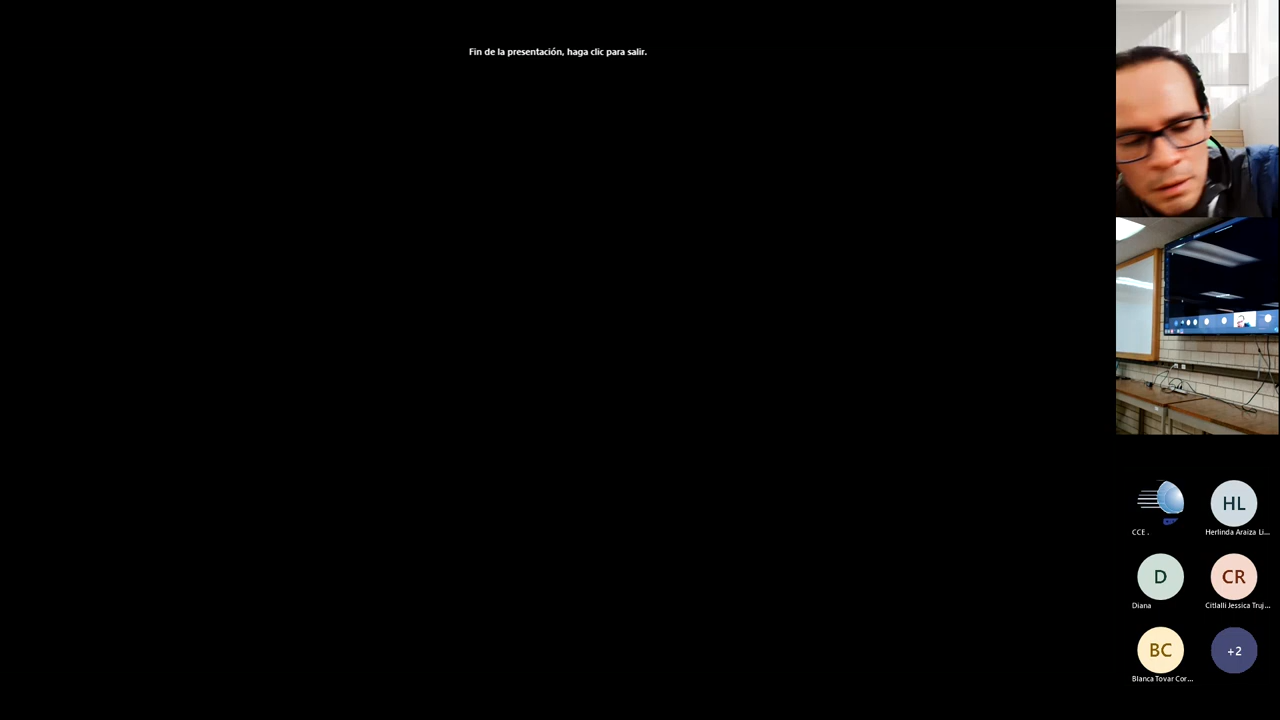 Fin de la presentación, haga clic para salir.
CCE .
HL
Herlinda Araiza Li...
D
Diana
CR
Citlalli Jessica Truj...
BC
Blanca Tovar Cor...
+2